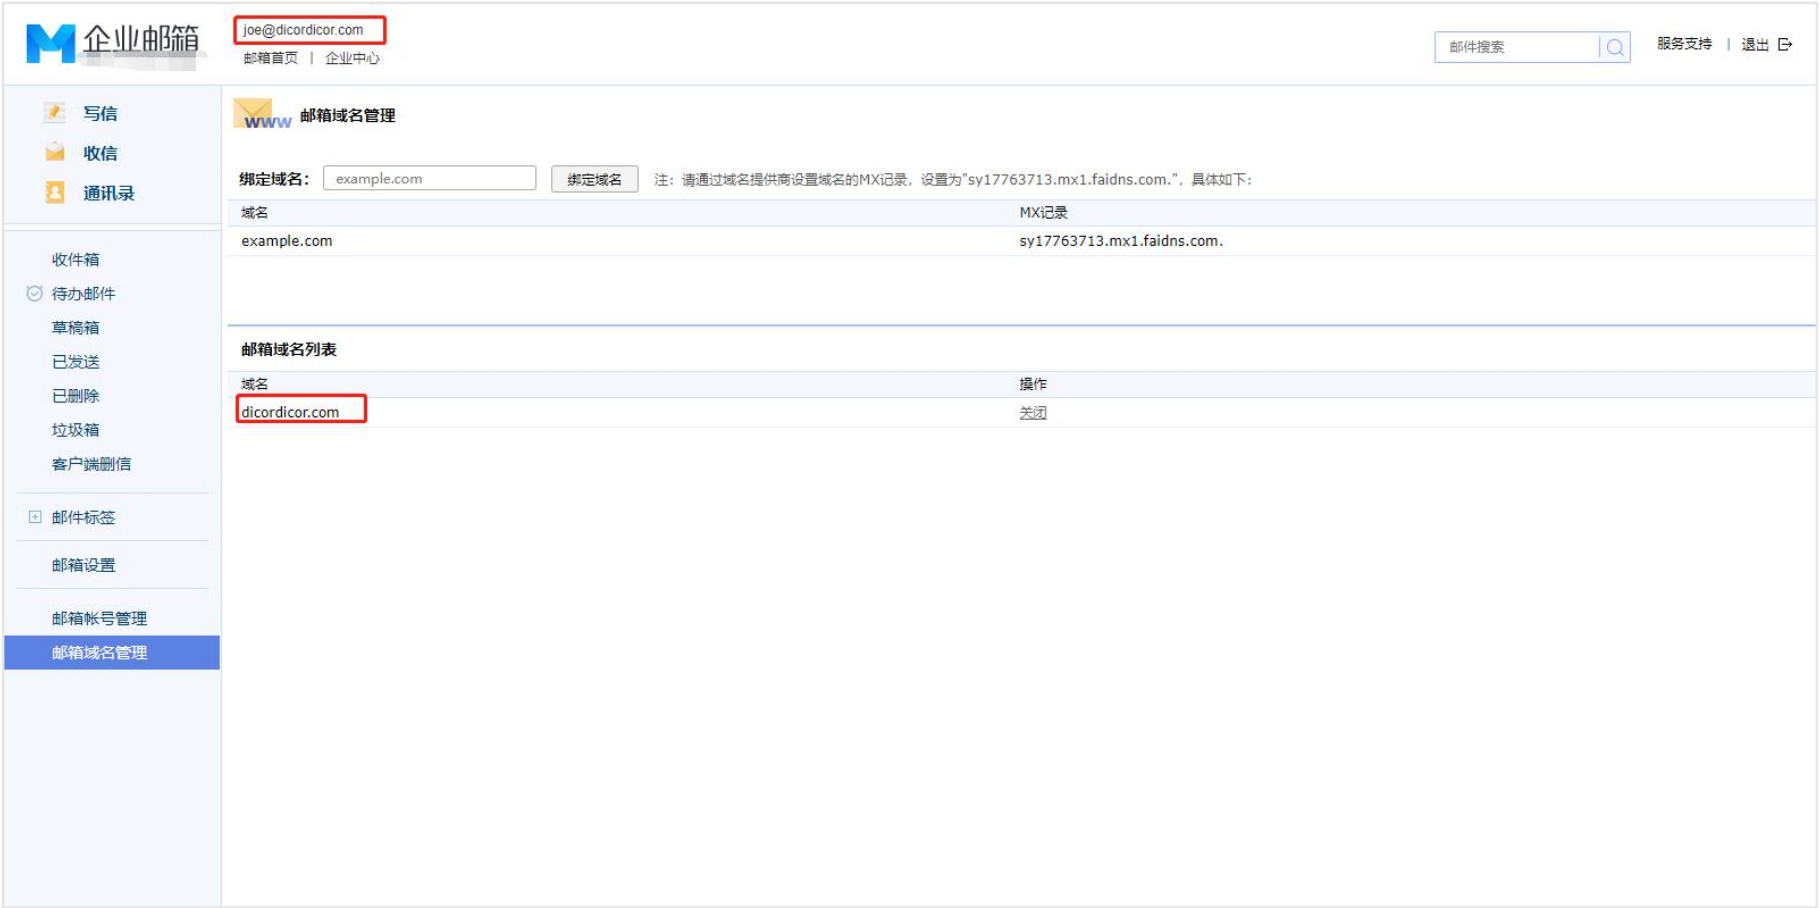 企业邮箱
joe@dicordicor.com
邮箱首页 | 企业中心
邮件搜索
服务支持 | 退出
写信
收信
通讯录
收件箱
待办邮件
草稿箱
已发送
已删除
垃圾箱
客户端删信
邮件标签
邮箱设置
邮箱帐号管理
邮箱域名管理
www 邮箱域名管理
绑定域名： example.com 绑定域名 注：请通过域名提供商设置域名的MX记录，设置为"sy17763713.mx1.faidns.com."，具体如下：
域名 MX记录
example.com sy17763713.mx1.faidns.com.
邮箱域名列表
域名 操作
dicordicor.com 关闭